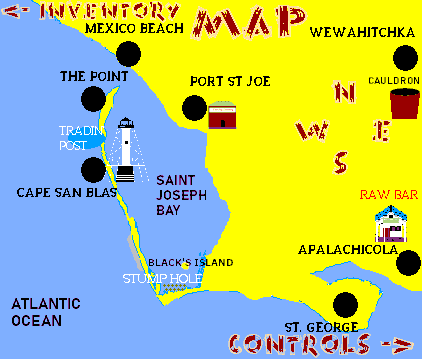 <- INVENTORY
MAP
MEXICO BEACH
WEWAHITCHKA
THE POINT
PORT ST JOE
CAULDRON
N
W E
S
TRADIN
POST
CAPE SAN BLAS
SAINT
JOSEPH
BAY
RAW BAR
BLACK'S ISLAND
APALACHICOLA
STUMP HOLE
ATLANTIC
OCEAN
ST. GEORGE
CONTROLS ->